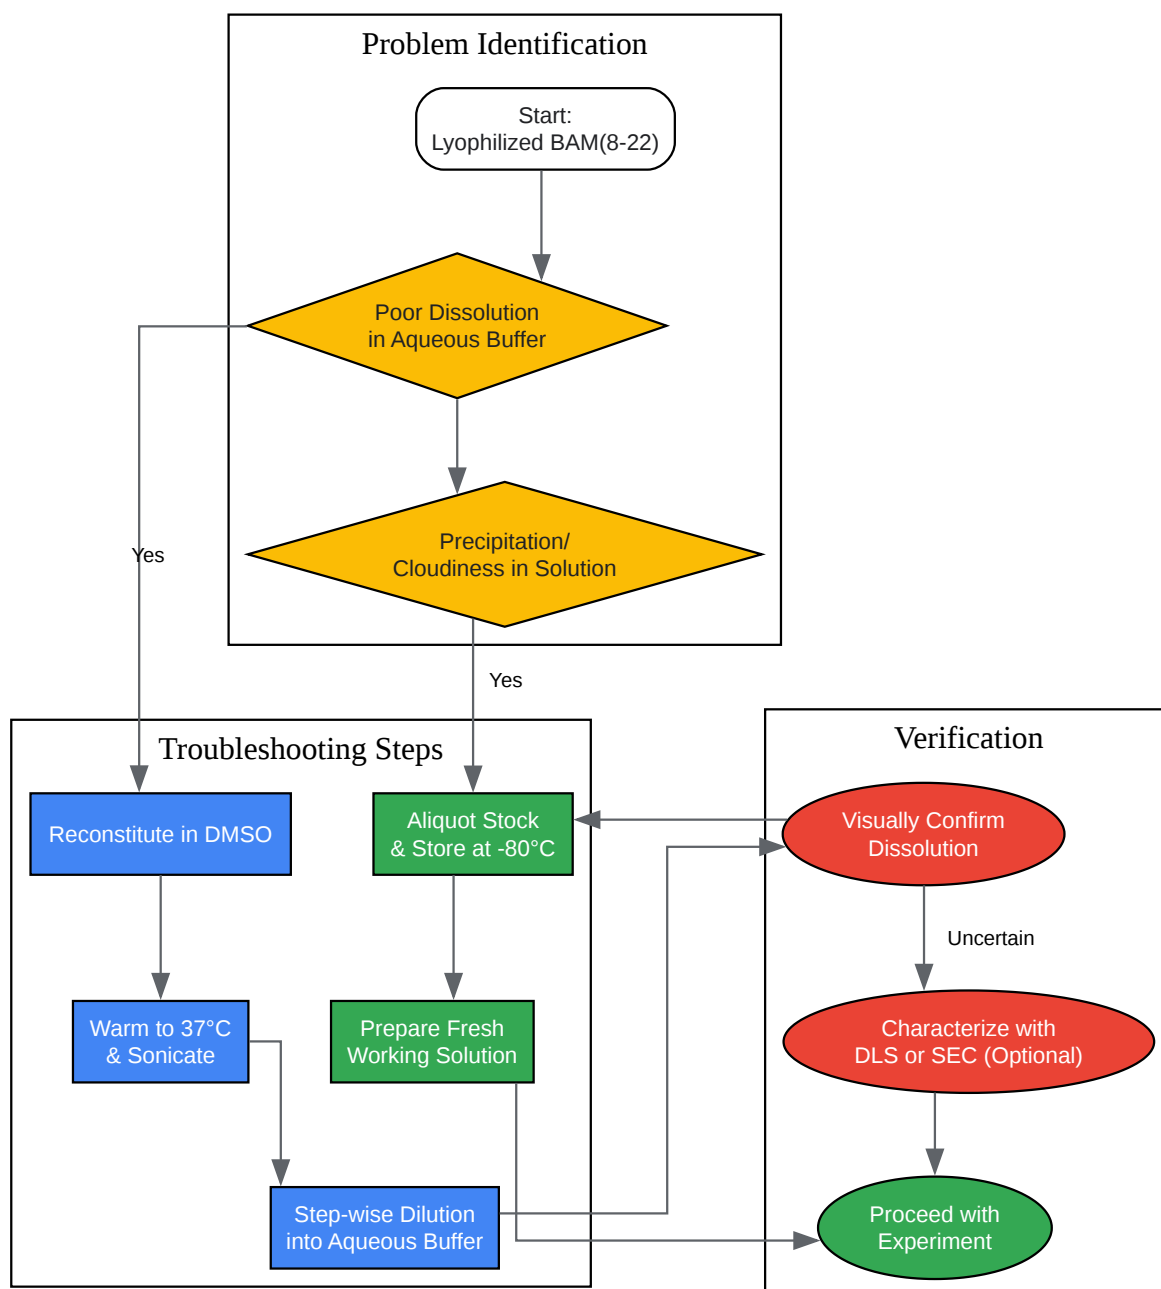 Problem Identification
Start:
Lyophilized BAM(8-22)
Poor Dissolution
in Aqueous Buffer
Precipitation/
Cloudiness in Solution
Yes
Yes
Troubleshooting Steps
Reconstitute in DMSO
Aliquot Stock
& Store at -80°C
Warm to 37°C
& Sonicate
Prepare Fresh
Working Solution
Step-wise Dilution
into Aqueous Buffer
Verification
Visually Confirm
Dissolution
Uncertain
Characterize with
DLS or SEC (Optional)
Proceed with
Experiment